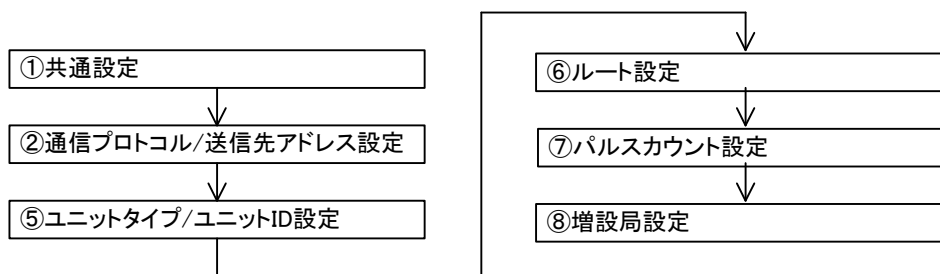 ①共通設定
②通信プロトコル/送信先アドレス設定
⑤ユニットタイプ/ユニットID設定
⑥ルート設定
⑦パルスカウント設定
⑧増設局設定